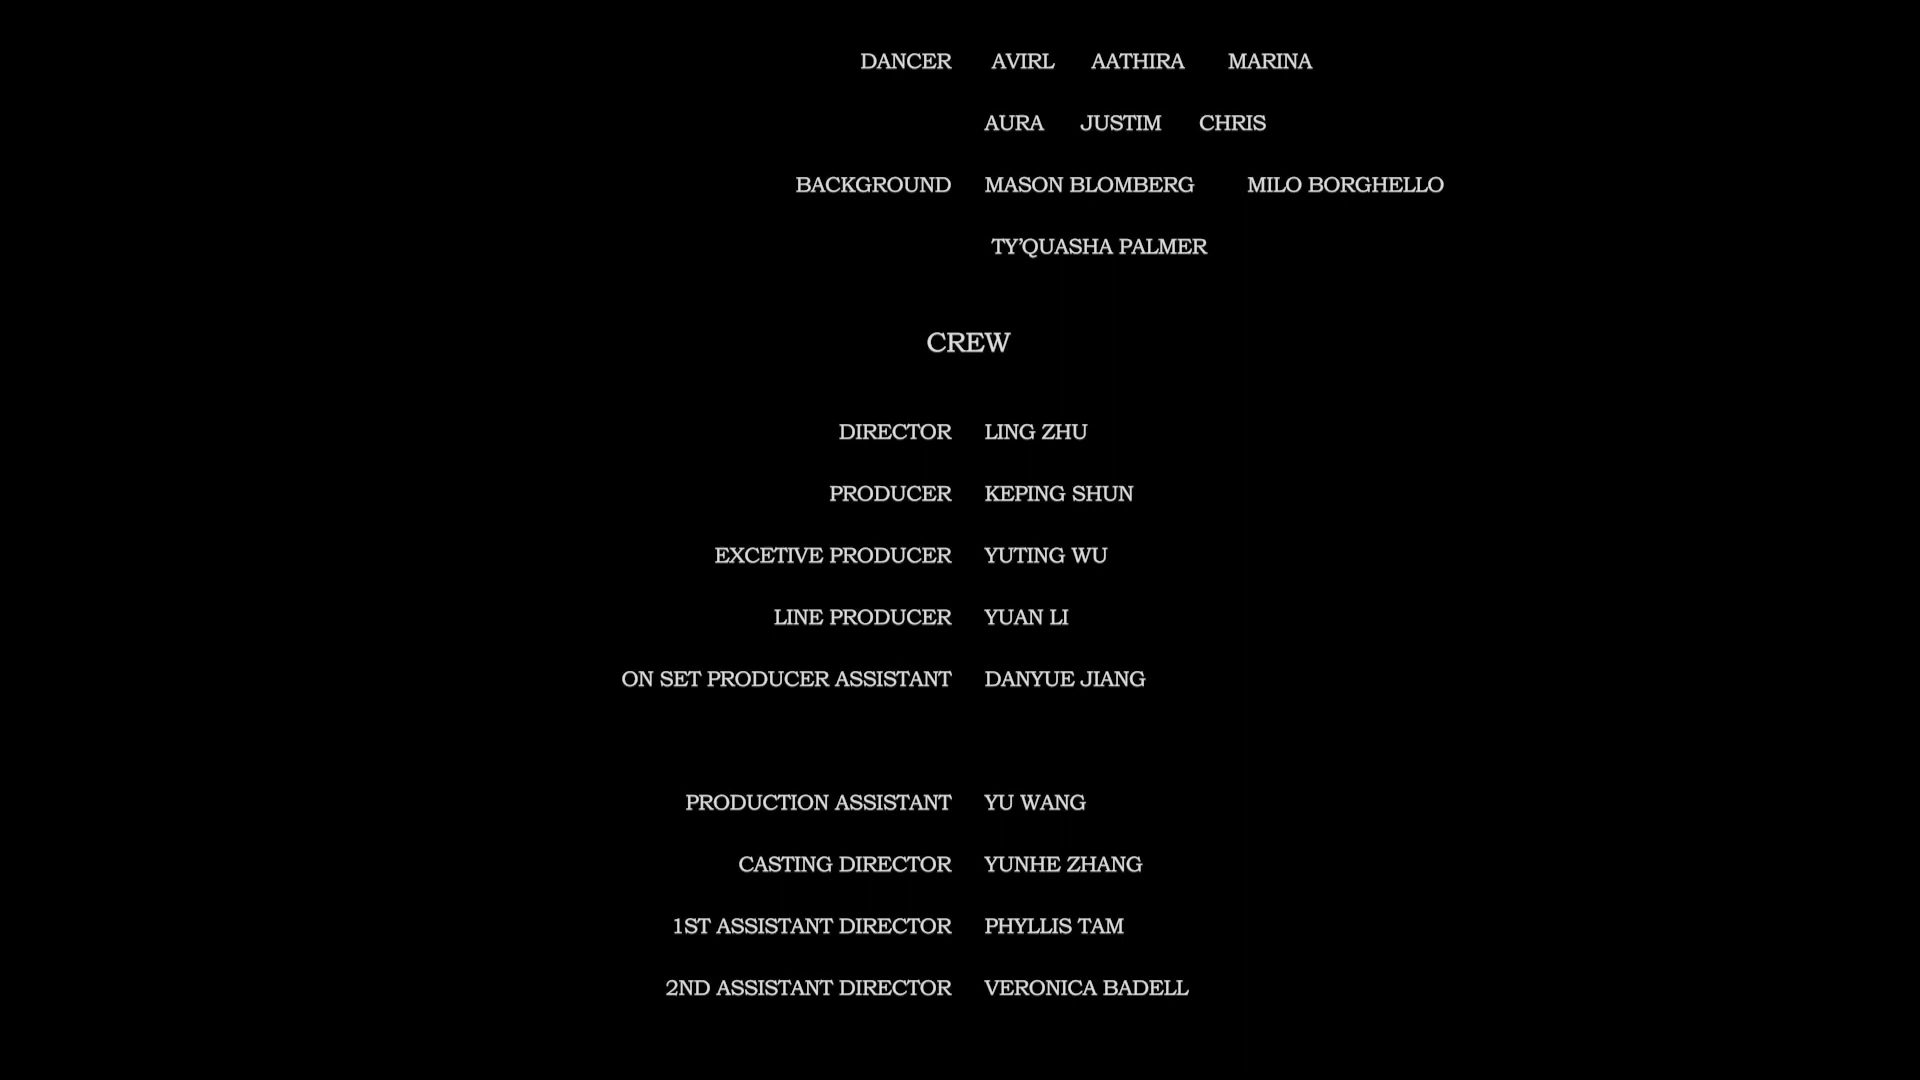 DANCER AVIRL AATHIRA MARINA
AURA JUSTIM CHRIS
BACKGROUND MASON BLOMBERG MILO BORGHELLO
TY’QUASHA PALMER
CREW
DIRECTOR LING ZHU
PRODUCER KEPING SHUN
EXCETIVE PRODUCER YUTING WU
LINE PRODUCER YUAN LI
ON SET PRODUCER ASSISTANT DANYUE JIANG
PRODUCTION ASSISTANT YU WANG
CASTING DIRECTOR YUNHE ZHANG
1ST ASSISTANT DIRECTOR PHYLLIS TAM
2ND ASSISTANT DIRECTOR VERONICA BADELL